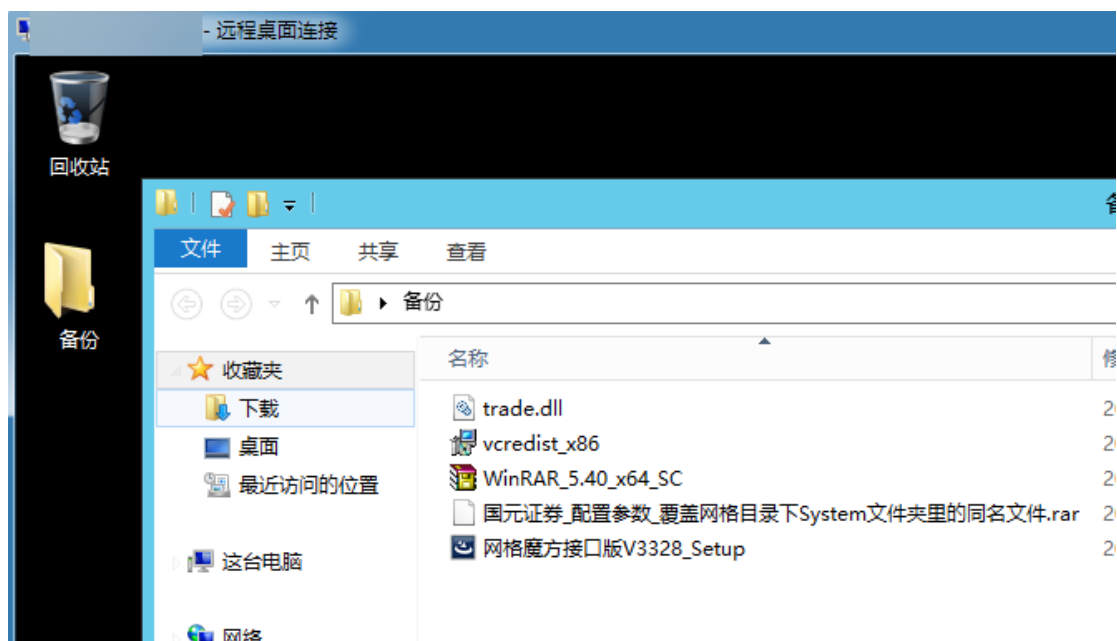 - 远程桌面连接
回收站
备份
文件
主页
共享
查看
备份
名称
收藏夹
下载
桌面
最近访问的位置
这台电脑
网络
trade.dll
vcredist_x86
WinRAR_5.40_x64_SC
国元证券_配置参数_覆盖网格目录下System文件夹里的同名文件.rar
网格魔方接口版V3328_Setup